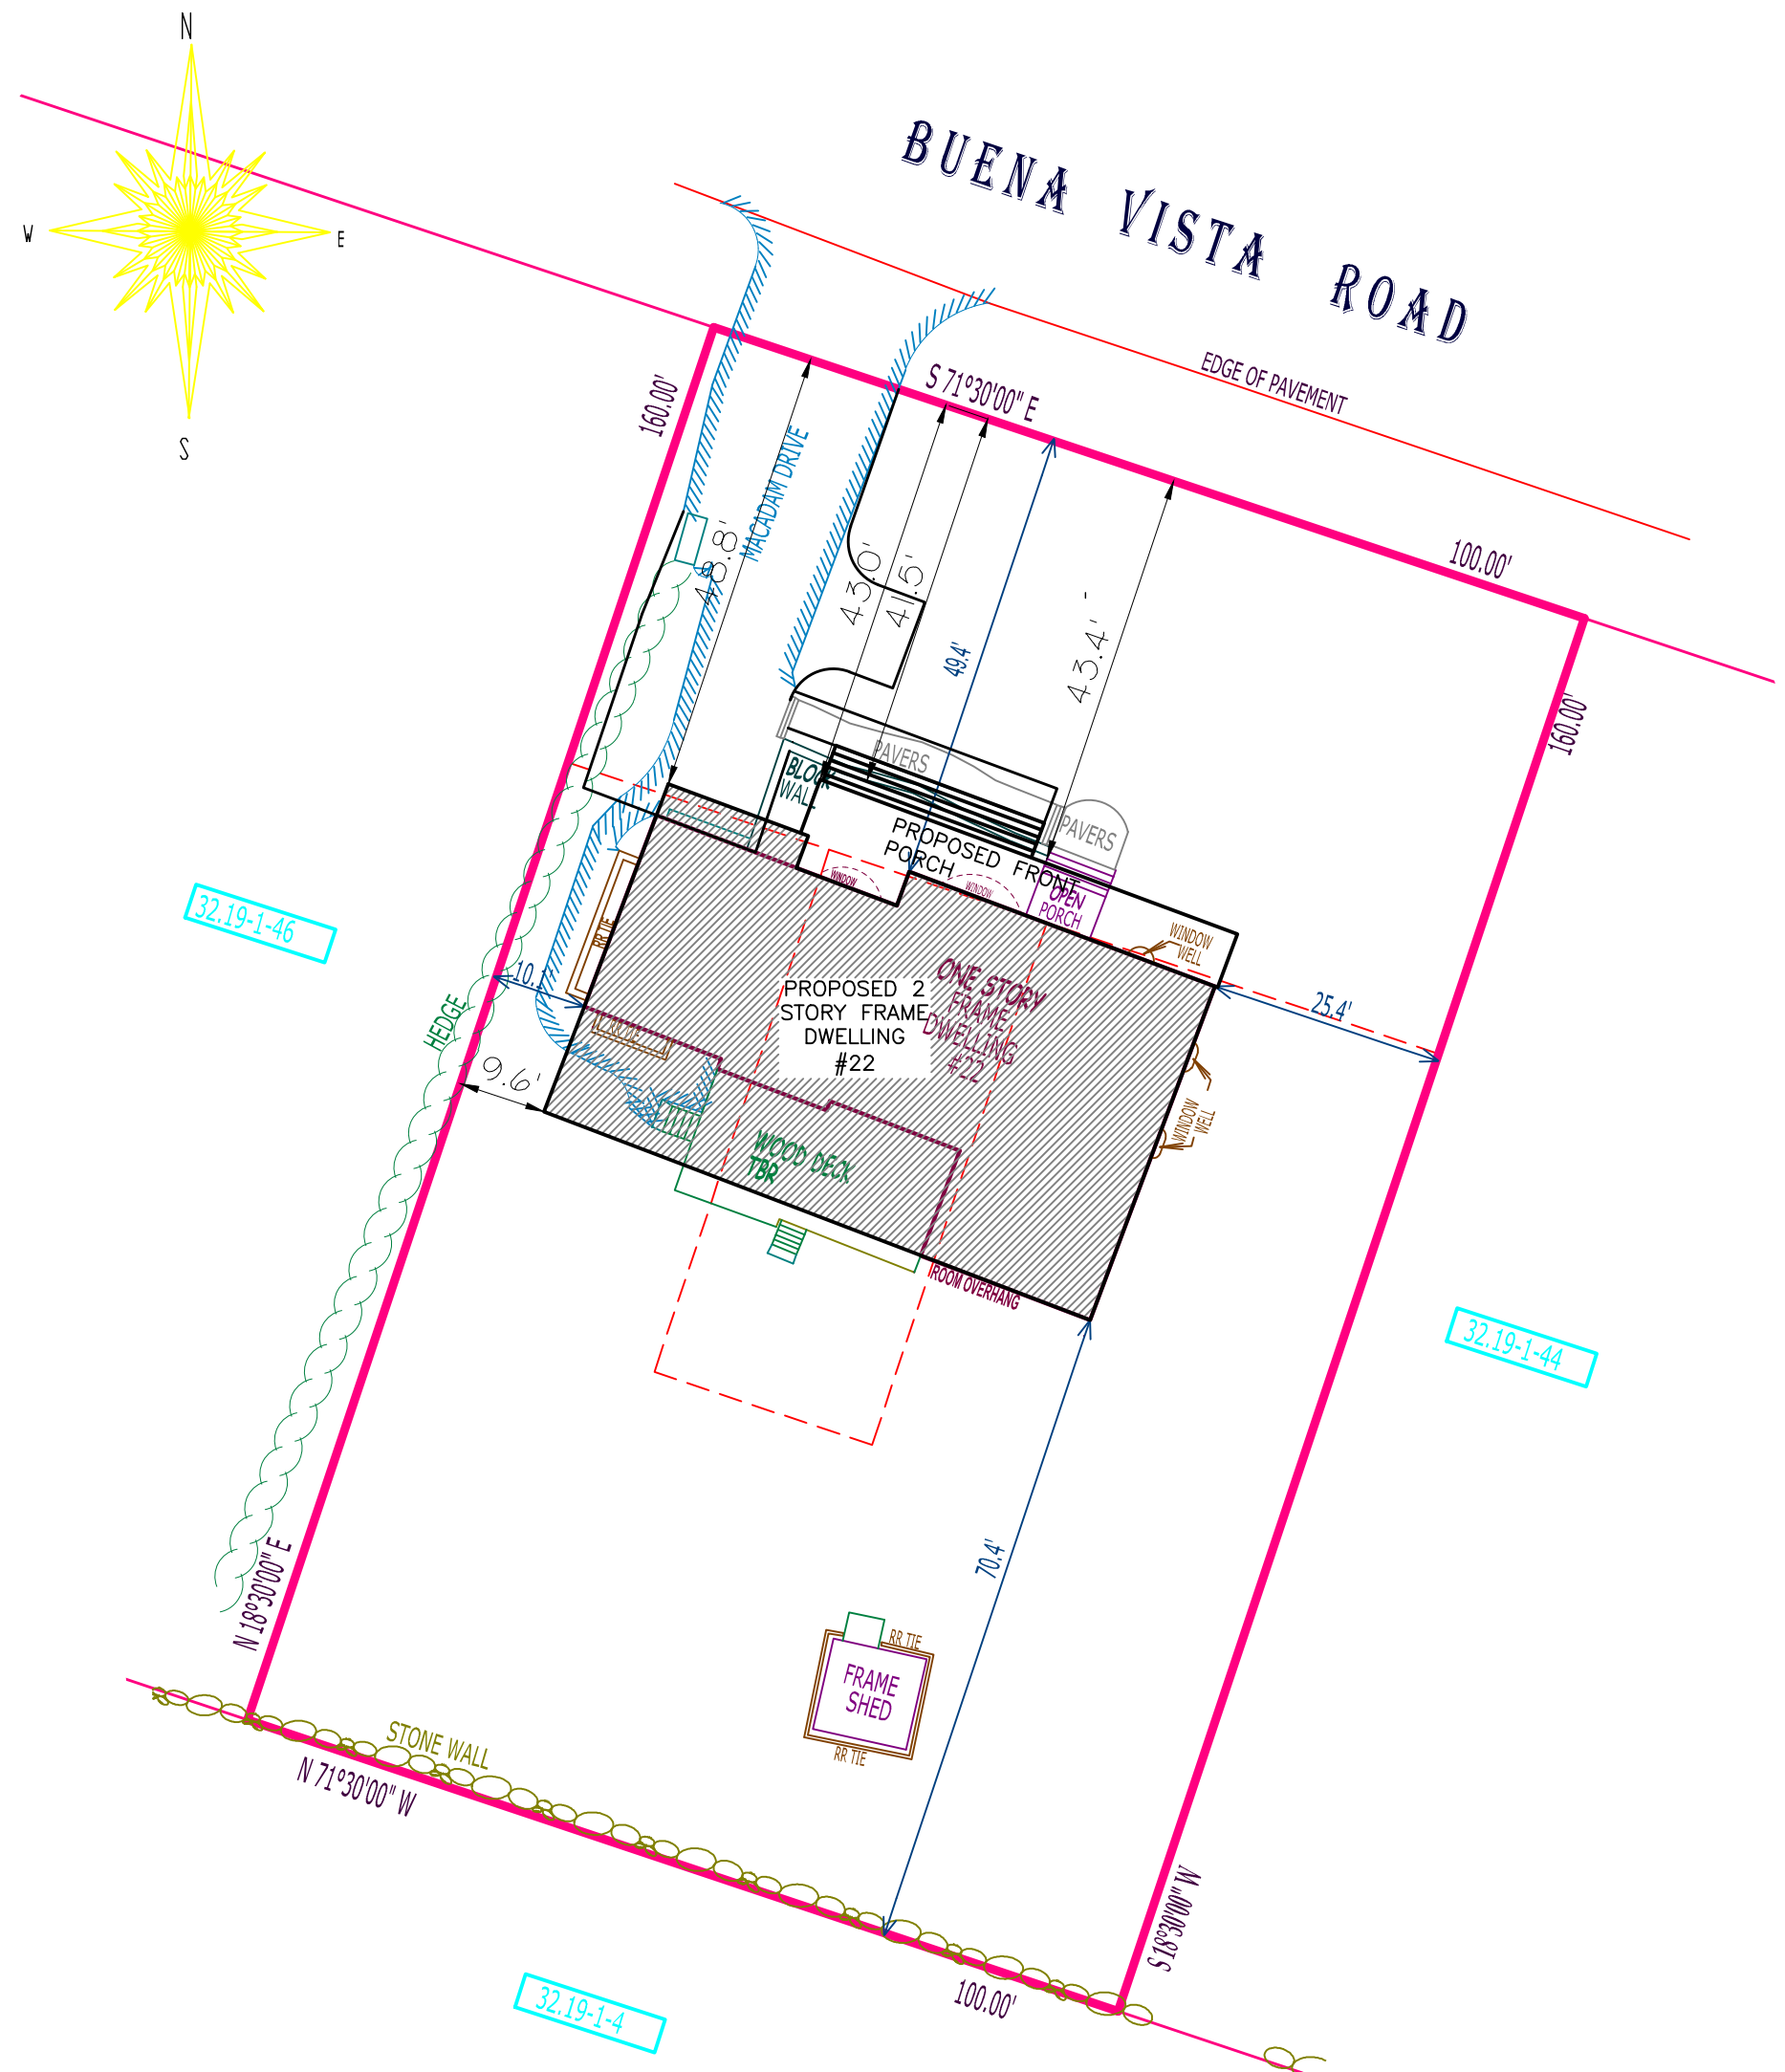 N
W
E
S
BUENA VISTA ROAD
EDGE OF PAVEMENT
S 71°30'00" E
100.00'
160.00'
160.00'
MACADAM DRIVE
48.8'
43.0'
41.5'
49.4'
43.4'
PAVERS
BLOCK
WALL
PAVERS
PROPOSED FRONT
PORCH
WINDOW
WINDOW
OPEN
PORCH
WINDOW
WELL
32.19-1-46
RR TIE
10.1'
25.4'
HEDGE
ONE STORY
FRAME
DWELLING
#22
PROPOSED 2
STORY FRAME
DWELLING
#22
RR TIE
9.6'
WINDOW
WELL
WOOD DECK
TBR
ROOM OVERHANG
32.19-1-44
70.4'
N 18°30'00" E
RR TIE
FRAME
SHED
RR TIE
STONE WALL
N 71°30'00" W
S18°30'00" W
100.00'
32.19-1-4